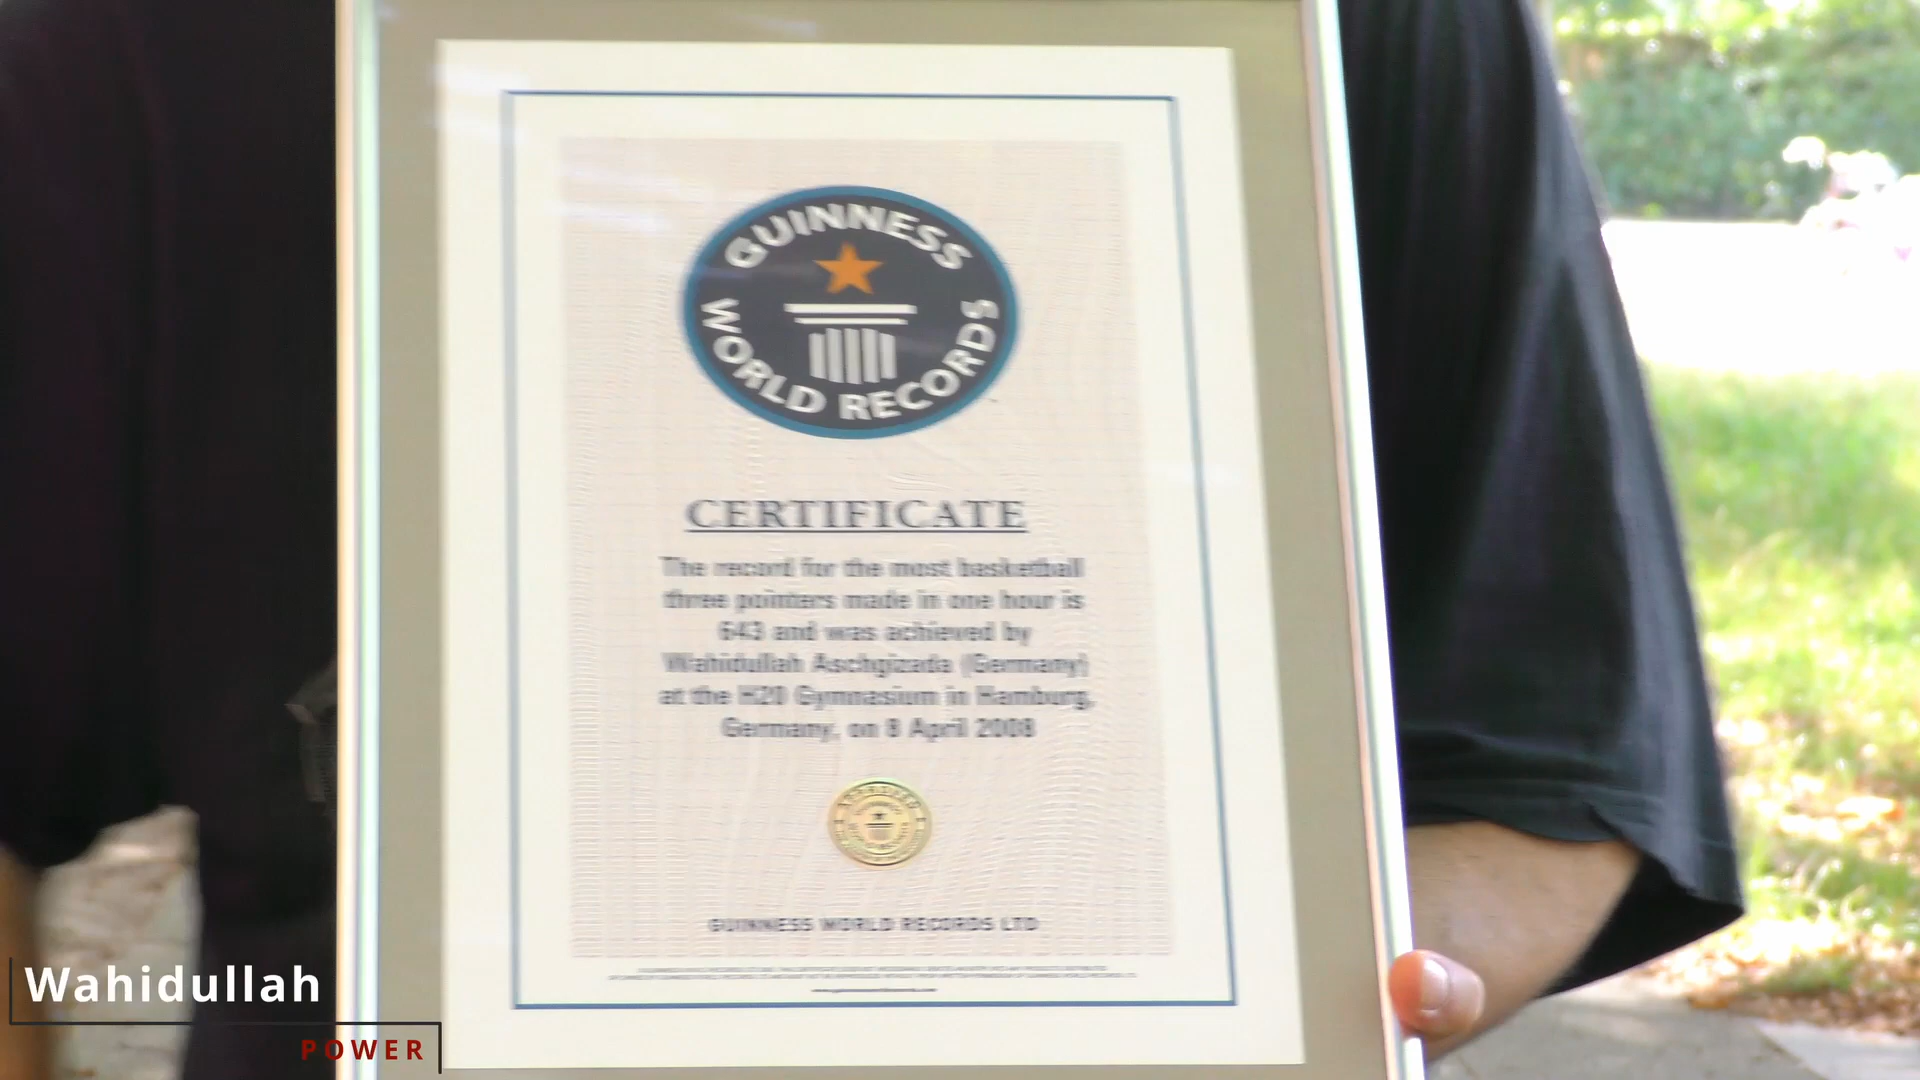 GUINNESS
WORLD RECORDS
CERTIFICATE
The record for the most basketball
three pointers made in one hour is
643 and was achieved by
Wahidullah Aschgizada (Germany)
at the H20 Gymnasium in Hamburg,
Germany, on 8 April 2008
GUINNESS WORLD RECORDS LTD
Wahidullah
POWER